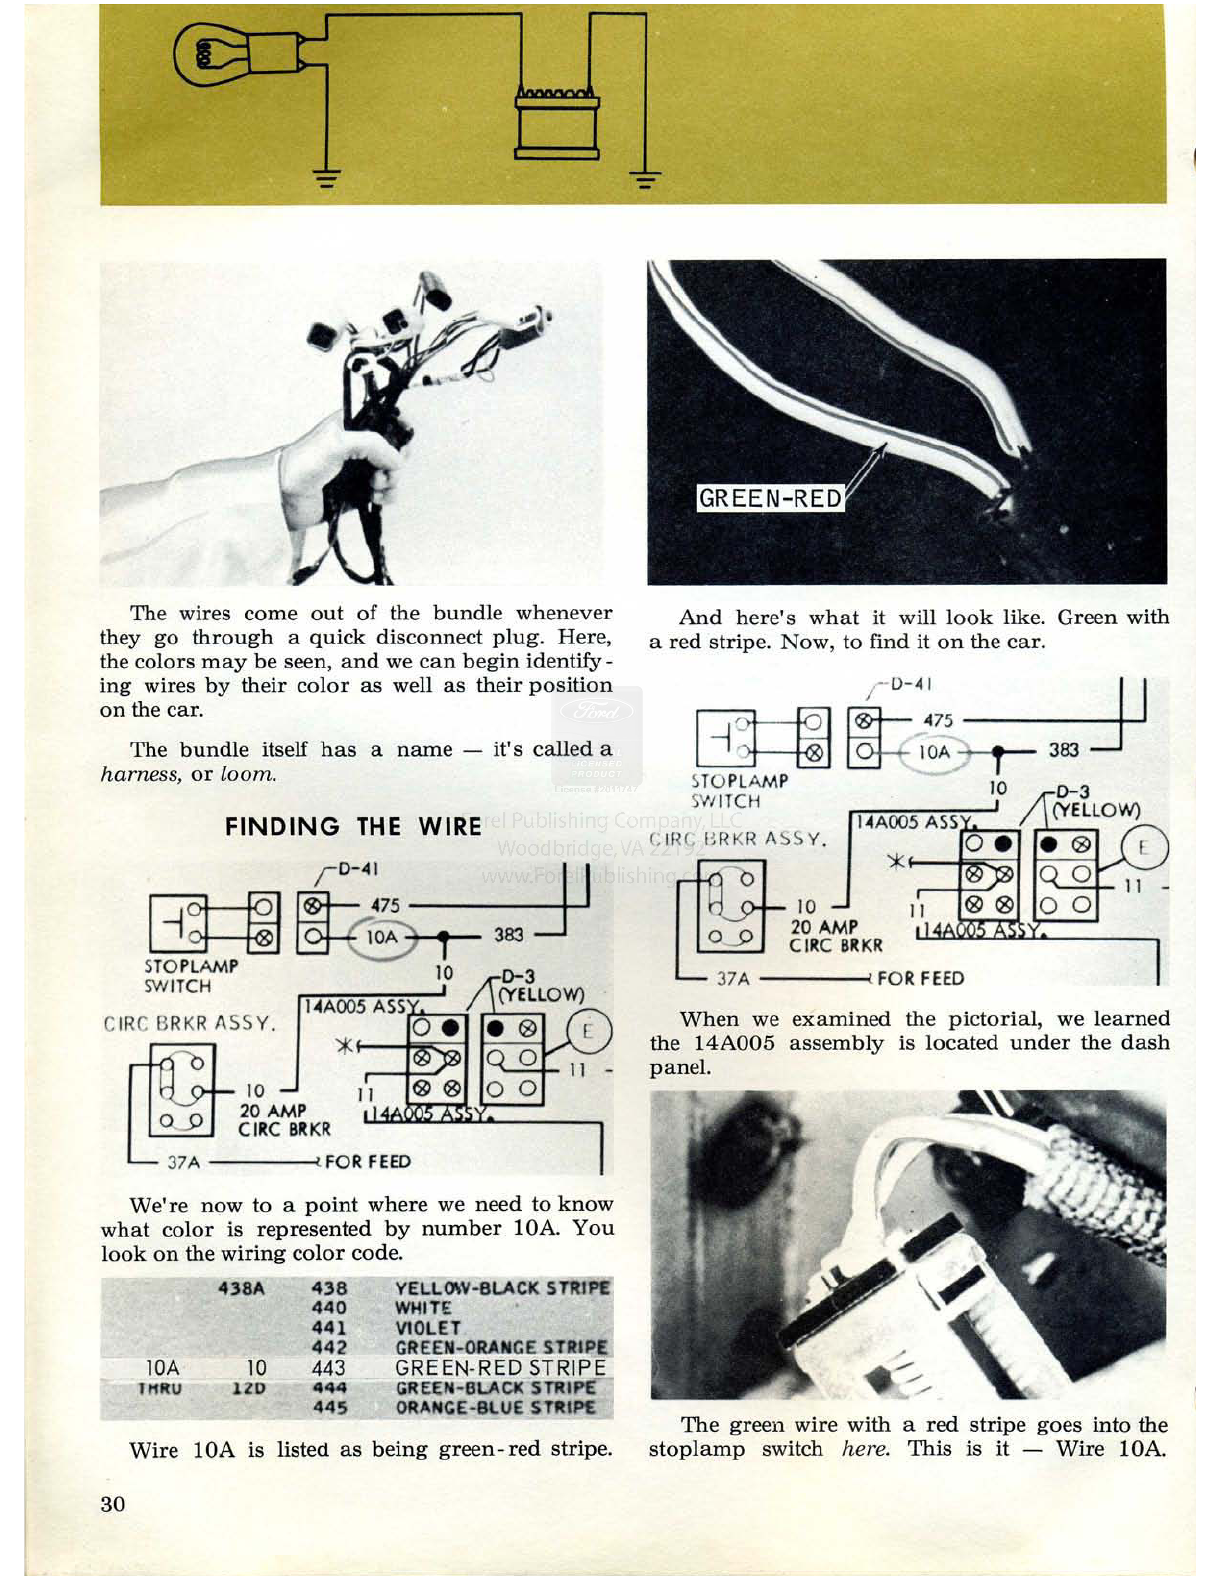 The wires come out of the bundle whenever
they go through a quick disconnect plug. Here,
the colors may be seen, and we can begin identify-
ing wires by their color as well as their position
on the car.
The bundle itself has a name — it's called a
harness, or loom.
FINDING THE WIRE
D-41
475
10A
383
STOPLAMP
SWITCH
10
D-3
(YELLOW)
14A005 ASSY.
CIRC BRKR ASSY.
E
11
10
11
20 AMP
CIRC BRKR
14A005 ASSY.
37A
FOR FEED
We're now to a point where we need to know
what color is represented by number 10A. You
look on the wiring color code.
438A 438 YELLOW-BLACK STRIPE
440 WHITE
441 VIOLET
442 GREEN-ORANGE STRIPE
10A 10 443 GREEN-RED STRIPE
THRU 12D 444 GREEN-BLACK STRIPE
445 ORANGE-BLUE STRIPE
Wire 10A is listed as being green-red stripe.
30
GREEN-RED
And here's what it will look like. Green with
a red stripe. Now, to find it on the car.
D-41
475
10A
383
STOPLAMP
SWITCH
10
D-3
(YELLOW)
14A005 ASSY.
CIRC BRKR ASSY.
E
11
10
11
20 AMP
CIRC BRKR
14A005 ASSY.
37A
FOR FEED
When we examined the pictorial, we learned
the 14A005 assembly is located under the dash
panel.
The green wire with a red stripe goes into the
stoplamp switch here. This is it — Wire 10A.
Ford
LICENSED
PRODUCT
Forel Publishing Company, LLC
Woodbridge, VA 22192
www.ForelPublishing.com